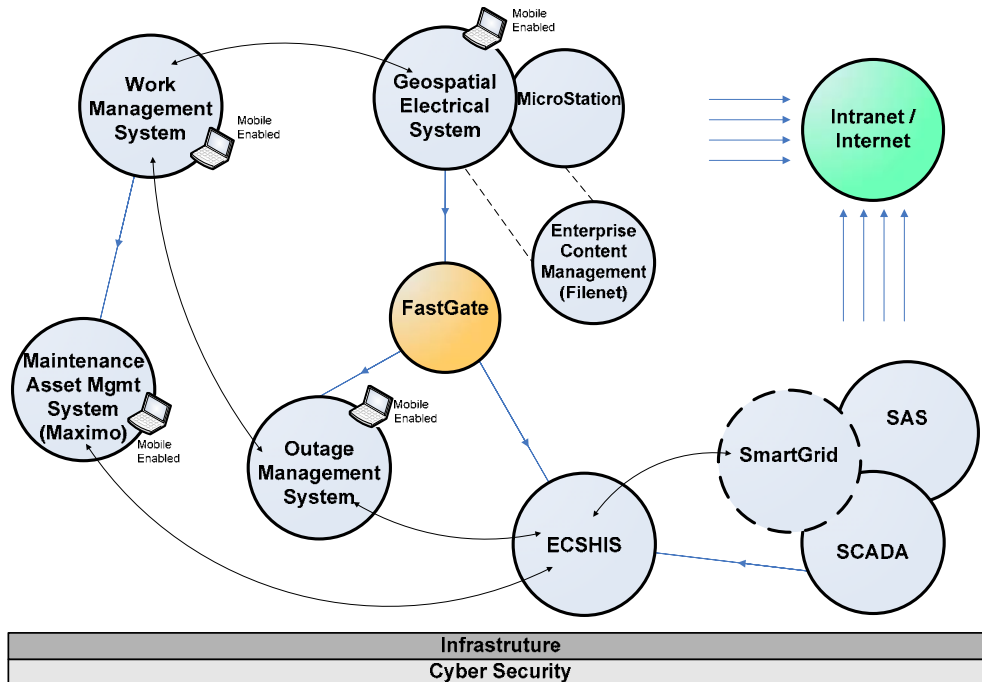 Mobile
Enabled
Work
Management
System
Mobile
Enabled
Geospatial
Electrical
System
MicroStation
Intranet /
Internet
Enterprise
Content
Management
(Filenet)
FastGate
Maintenance
Asset Mgmt
System
(Maximo)
Mobile
Enabled
Mobile
Enabled
Outage
Management
System
SAS
SmartGrid
ECSHIS
SCADA
Infrastruture
Cyber Security